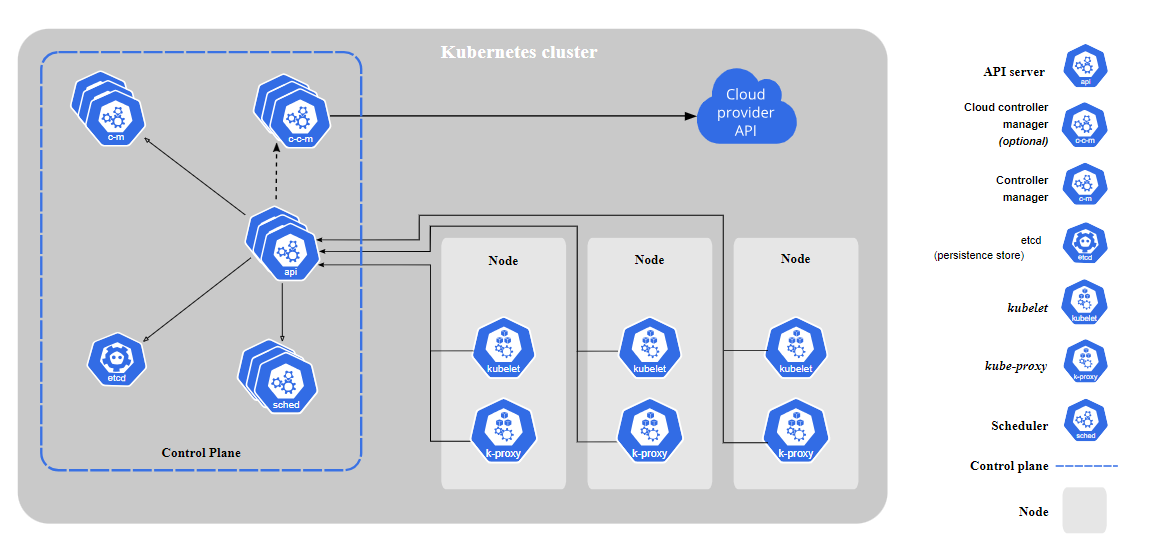 Kubernetes cluster
c-m
c-c-m
Cloud
provider
API
api
etcd
sched
Control Plane
Node
Node
Node
kubelet
kubelet
kubelet
k-proxy
k-proxy
k-proxy
API server
api
Cloud controller
manager
(optional)
c-c-m
Controller
manager
c-m
etcd
(persistence store)
etcd
kubelet
kubelet
kube-proxy
k-proxy
Scheduler
sched
Control plane
Node